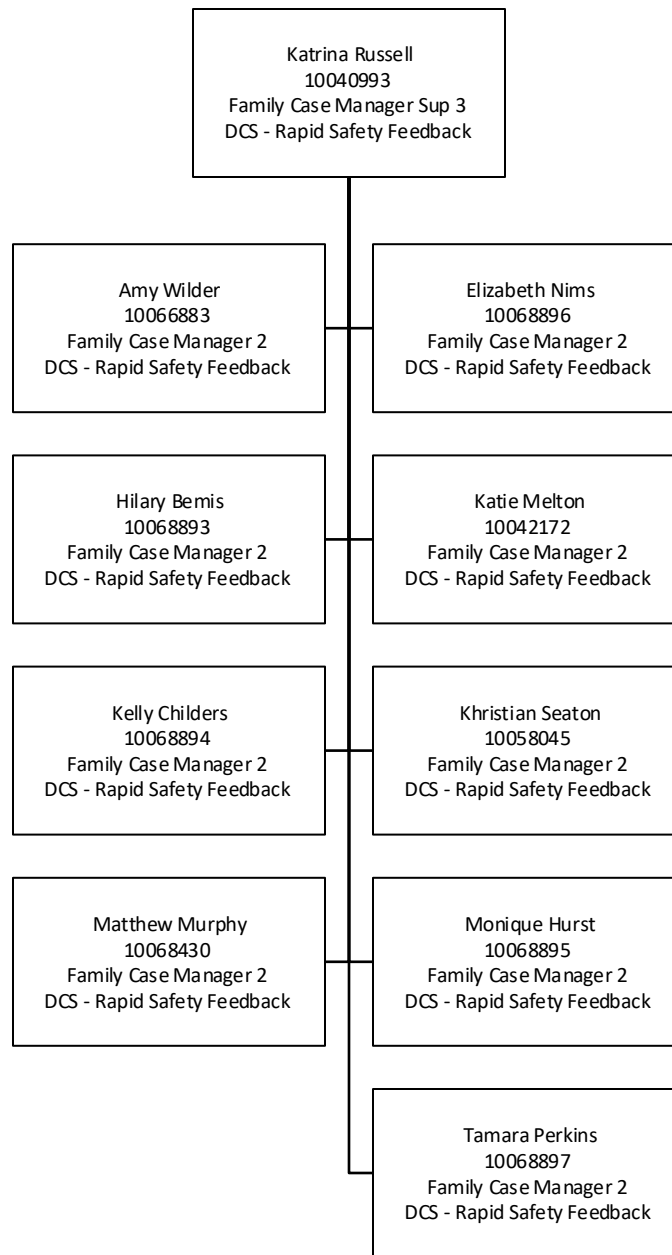 Katrina Russell
10040993
Family Case Manager Sup 3
DCS - Rapid Safety Feedback
Amy Wilder
10066883
Family Case Manager 2
DCS - Rapid Safety Feedback
Elizabeth Nims
10068896
Family Case Manager 2
DCS - Rapid Safety Feedback
Hilary Bemis
10068893
Family Case Manager 2
DCS - Rapid Safety Feedback
Katie Melton
10042172
Family Case Manager 2
DCS - Rapid Safety Feedback
Kelly Childers
10068894
Family Case Manager 2
DCS - Rapid Safety Feedback
Khristian Seaton
10058045
Family Case Manager 2
DCS - Rapid Safety Feedback
Matthew Murphy
10068430
Family Case Manager 2
DCS - Rapid Safety Feedback
Monique Hurst
10068895
Family Case Manager 2
DCS - Rapid Safety Feedback
Tamara Perkins
10068897
Family Case Manager 2
DCS - Rapid Safety Feedback